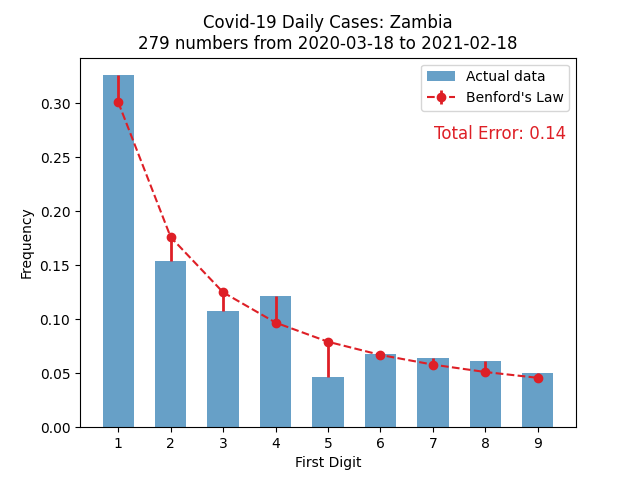 Covid-19 Daily Cases: Zambia
279 numbers from 2020-03-18 to 2021-02-18
Actual data
Benford's Law
Total Error: 0.14
0.30
0.25
0.20
0.15
0.10
0.05
0.00
Frequency
1 2 3 4 5 6 7 8 9
First Digit